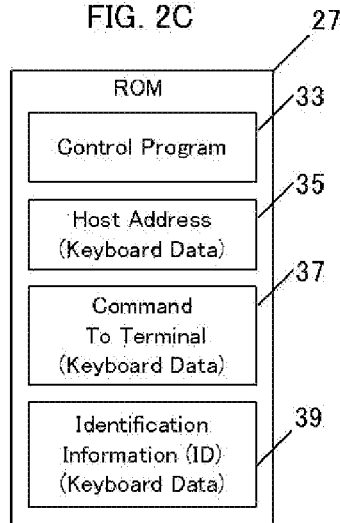 FIG. 2C
27
ROM
33
Control Program
35
Host Address
(Keyboard Data)
37
Command
To Terminal
(Keyboard Data)
39
Identification
Information (ID)
(Keyboard Data)